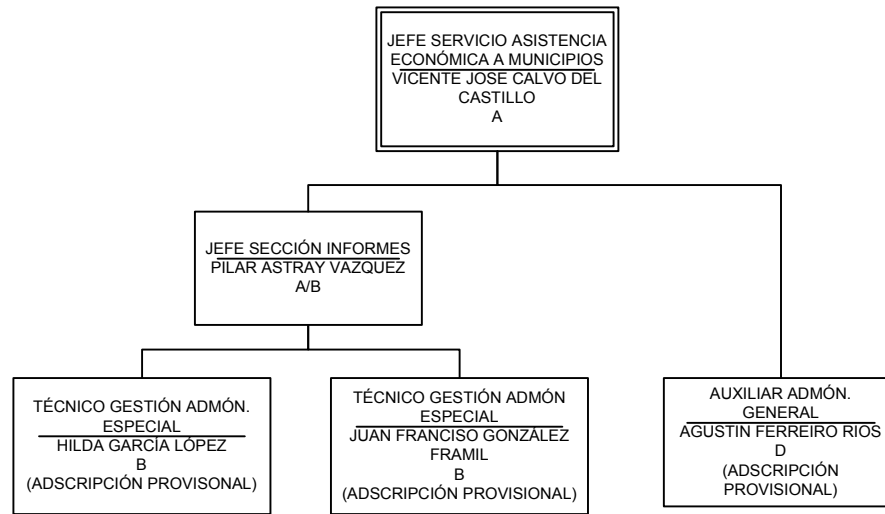 JEFE SERVICIO ASISTENCIA
ECONÓMICA A MUNICIPIOS
VICENTE JOSE CALVO DEL
CASTILLO
A
JEFE SECCIÓN INFORMES
PILAR ASTRAY VAZQUEZ
A/B
TÉCNICO GESTIÓN ADMÓN.
ESPECIAL
HILDA GARCÍA LÓPEZ
B
(ADSCRIPCIÓN PROVISONAL)
TÉCNICO GESTIÓN ADMÓN
ESPECIAL
JUAN FRANCISO GONZÁLEZ
FRAMIL
B
(ADSCRIPCIÓN PROVISIONAL)
AUXILIAR ADMÓN.
GENERAL
AGUSTIN FERREIRO RIOS
D
(ADSCRIPCIÓN
PROVISIONAL)